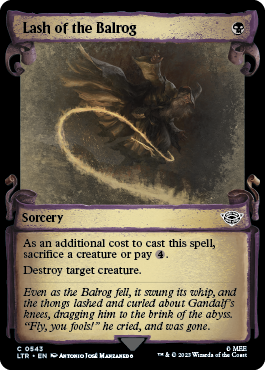 Lash of the Balrog
Sorcery
As an additional cost to cast this spell,
sacrifice a creature or pay 4.
Destroy target creature.
Even as the Balrog fell, it swung its whip, and
the thongs lashed and curled about Gandalf's
knees, dragging him to the brink of the abyss.
"Fly, you fools!" he cried, and was gone.
C 0543
LTR • EN Antonio José Manzanedo
© MEE
™ & © 2023 Wizards of the Coast